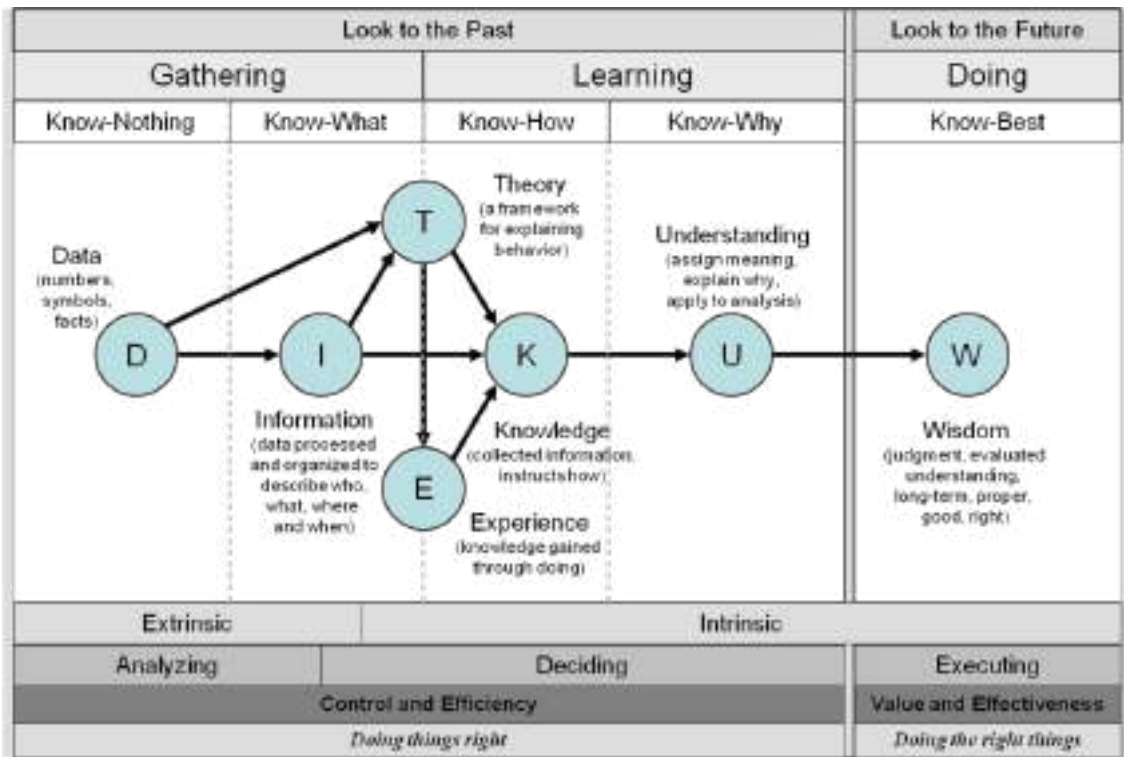 Look to the Past
Look to the Future
Gathering
Learning
Doing
Know-Nothing
Know-What
Know-How
Know-Why
Know-Best
Data
(numbers,
symbols,
facts)
D
I
Information
(data processed
and organized to
describe who,
what, where
and when)
T
Theory
(a framework
for explaining
behavior)
K
Knowledge
(collected information,
instructs how)
E
Experience
(knowledge gained
through doing)
Understanding
(assign meaning,
explain why,
apply to analysis)
U
W
Wisdom
(judgment, evaluated
understanding,
long-term, proper,
good, right)
Extrinsic
Intrinsic
Analyzing
Deciding
Executing
Control and Efficiency
Value and Effectiveness
Doing things right
Doing the right things